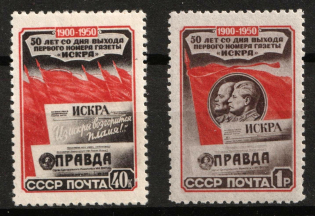 1900-1950
50 ЛЕТ СО ДНЯ ВЫХОДА
ПЕРВОГО НОМЕРА ГАЗЕТЫ
"ИСКРА"
ИСКРА
Из искры возгорится
пламя!..
ПРАВДА
СССР ПОЧТА 40К
1900-1950
50 ЛЕТ СО ДНЯ ВЫХОДА
ПЕРВОГО НОМЕРА ГАЗЕТЫ
"ИСКРА"
ИСКРА
ПРАВДА
СССР ПОЧТА 1Р